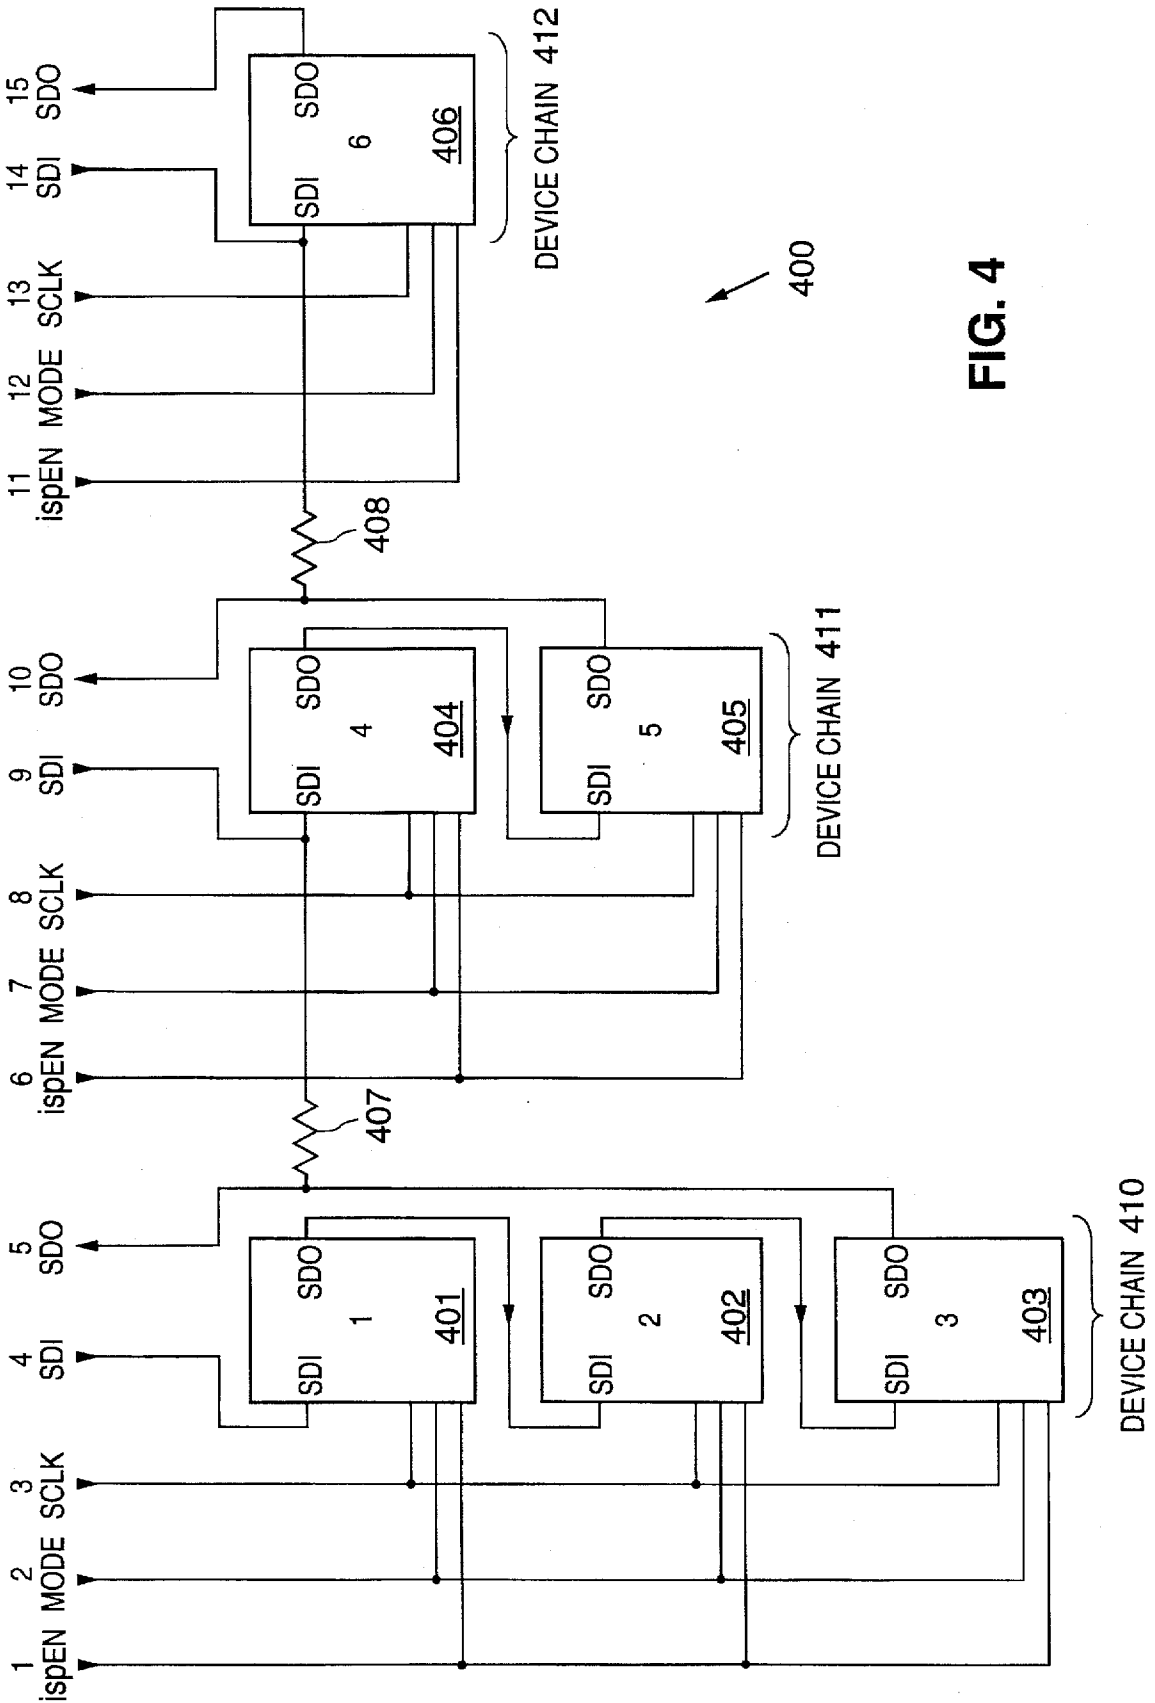 1 2 3 4 5 6 7 8 9 10 11 12 13 14 15
ispEN MODE SCLK SDI SDO ispEN MODE SCLK SDI SDO ispEN MODE SCLK SDI SDO
SDI SDO
1
401
SDI SDO
2
402
SDI SDO
3
403
DEVICE CHAIN 410
407
SDI SDO
4
404
SDI SDO
5
405
DEVICE CHAIN 411
408
SDI SDO
6
406
DEVICE CHAIN 412
400
FIG. 4